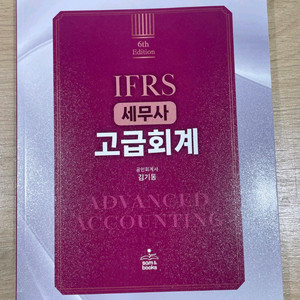 6th
Edition
IFRS
세무사
고급회계
공인회계사
김기동
ADVANCED
ACCOUNTING
sam&
books